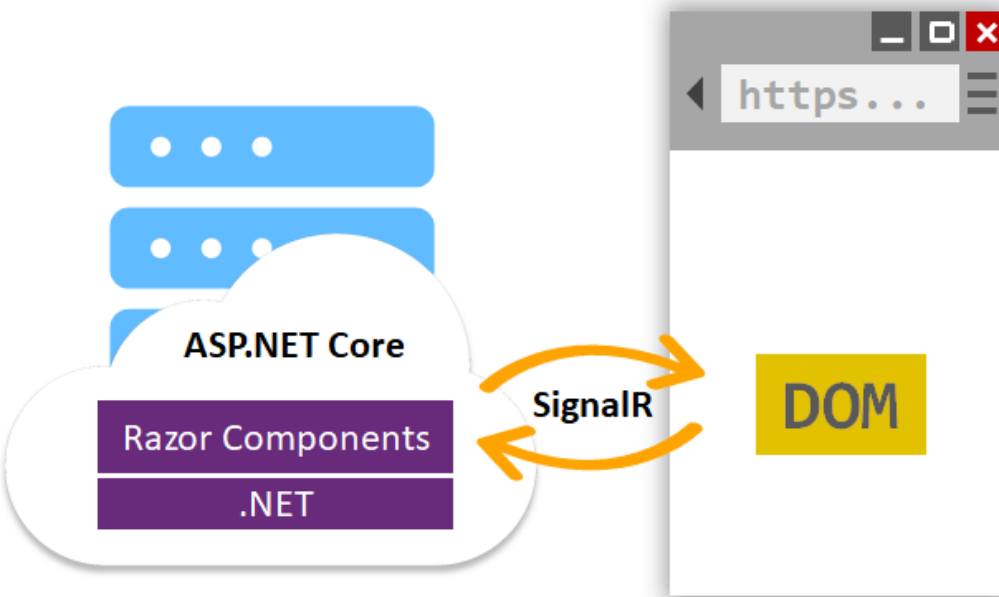 https...
ASP.NET Core
SignalR
DOM
Razor Components
.NET